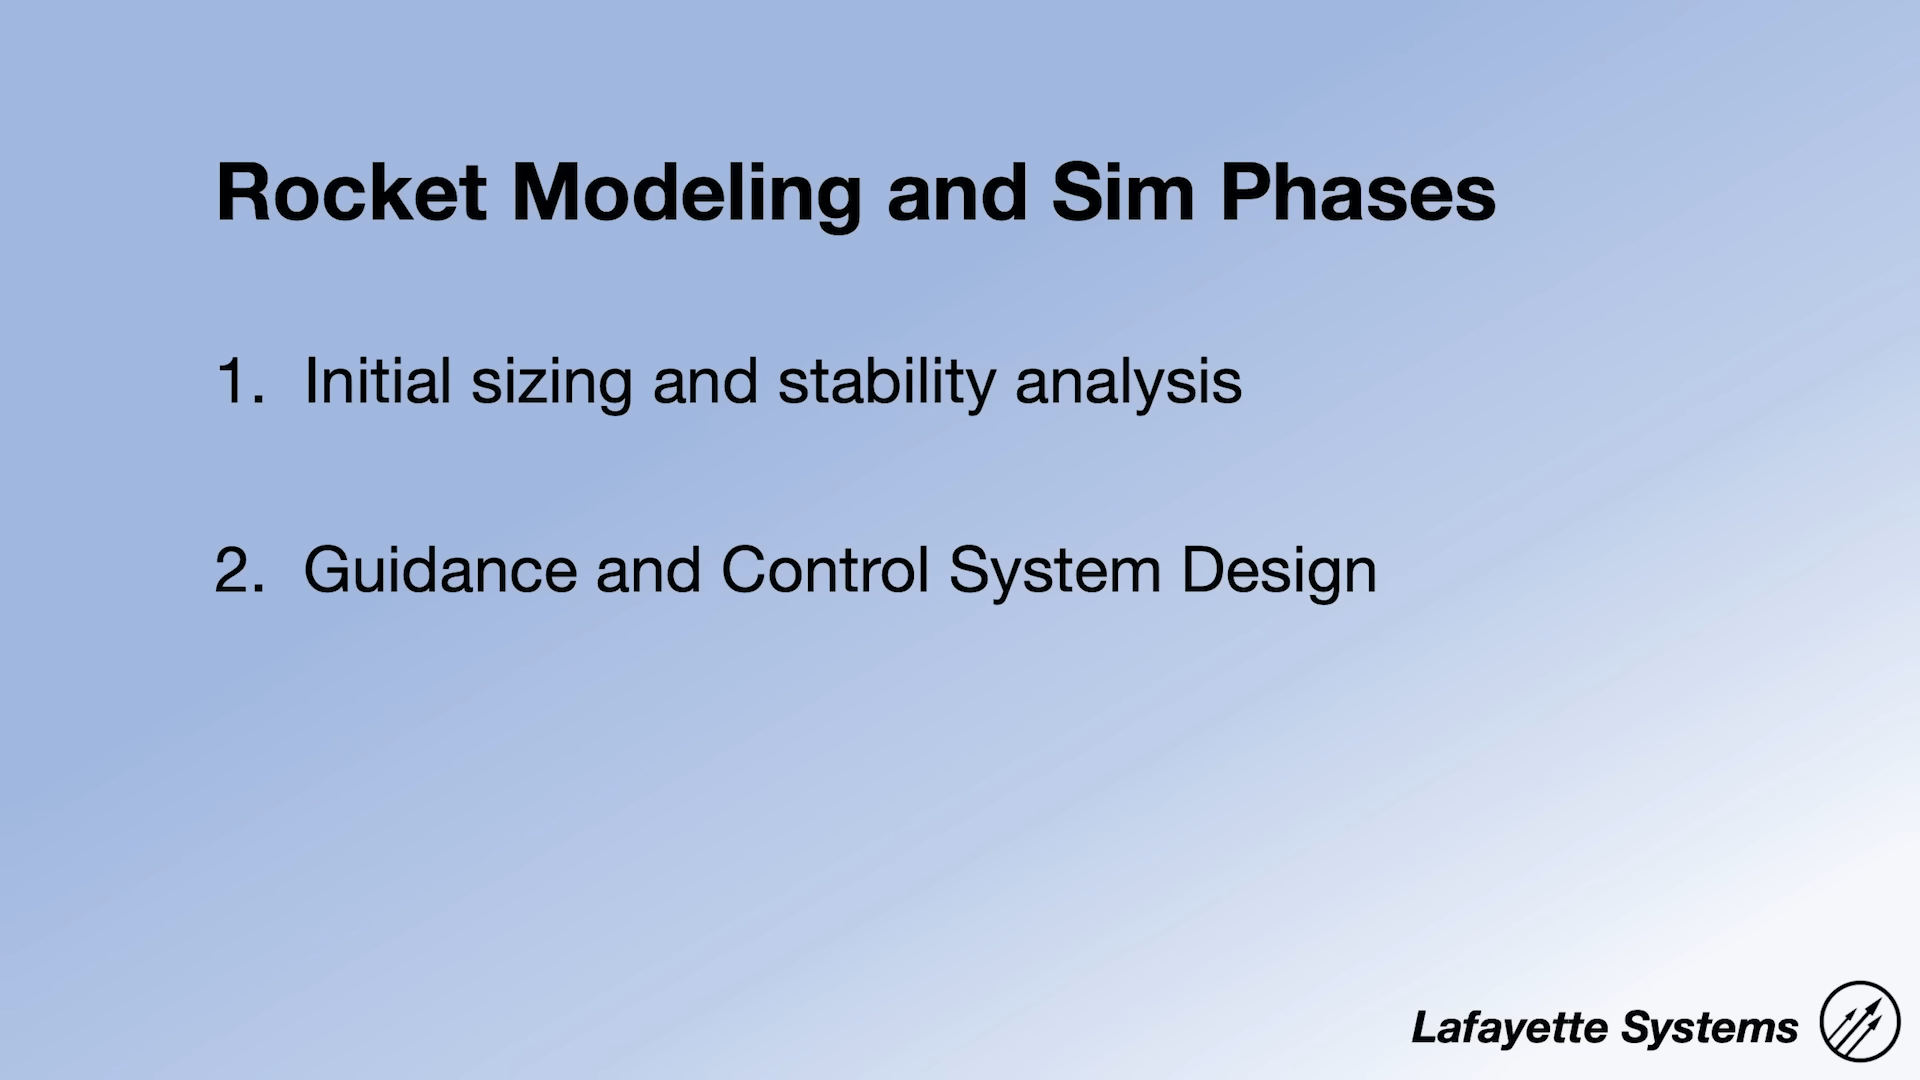 Rocket Modeling and Sim Phases
1. Initial sizing and stability analysis
2. Guidance and Control System Design
Lafayette Systems